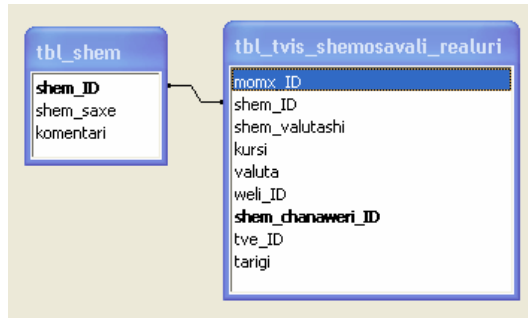 tbl_shem
shem_ID
shem_saxe
komentari
tbl_tvis_shemosavali_realuri
momx_ID
shem_ID
shem_valutashi
kursi
valuta
weli_ID
shem_chanaweri_ID
tve_ID
tarigi